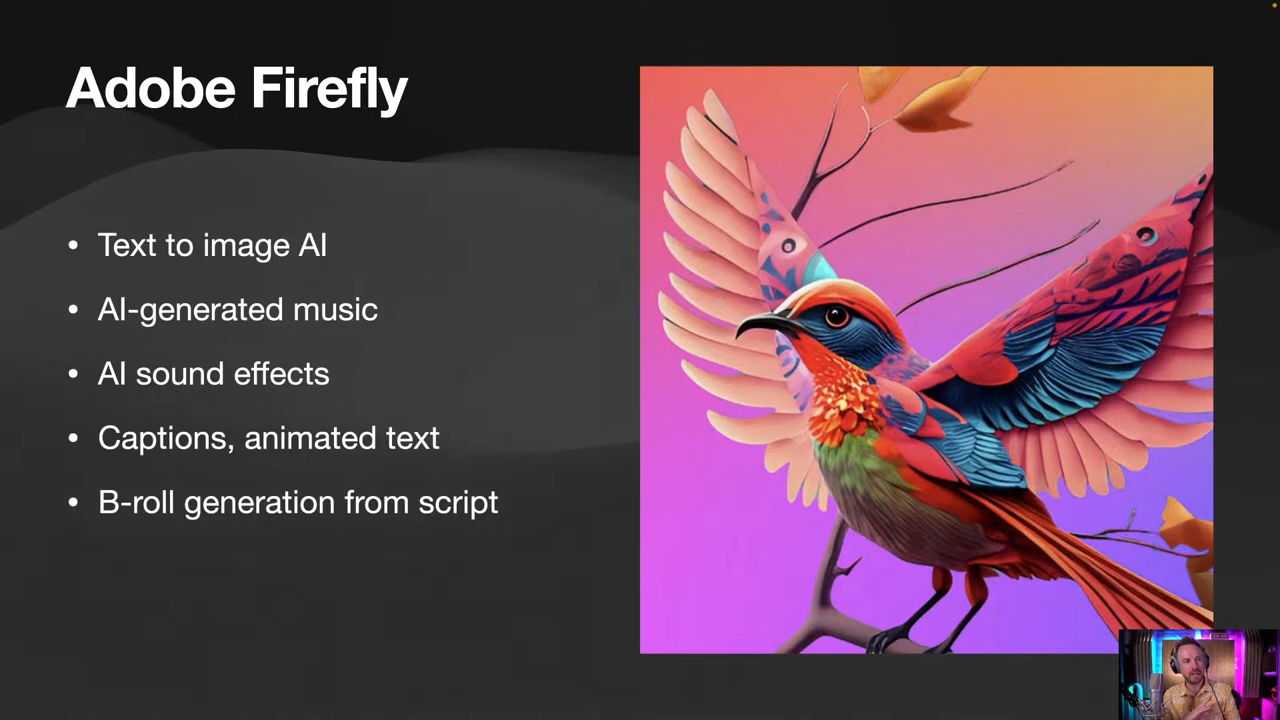 Adobe Firefly
• Text to image AI
• AI-generated music
• AI sound effects
• Captions, animated text
• B-roll generation from script